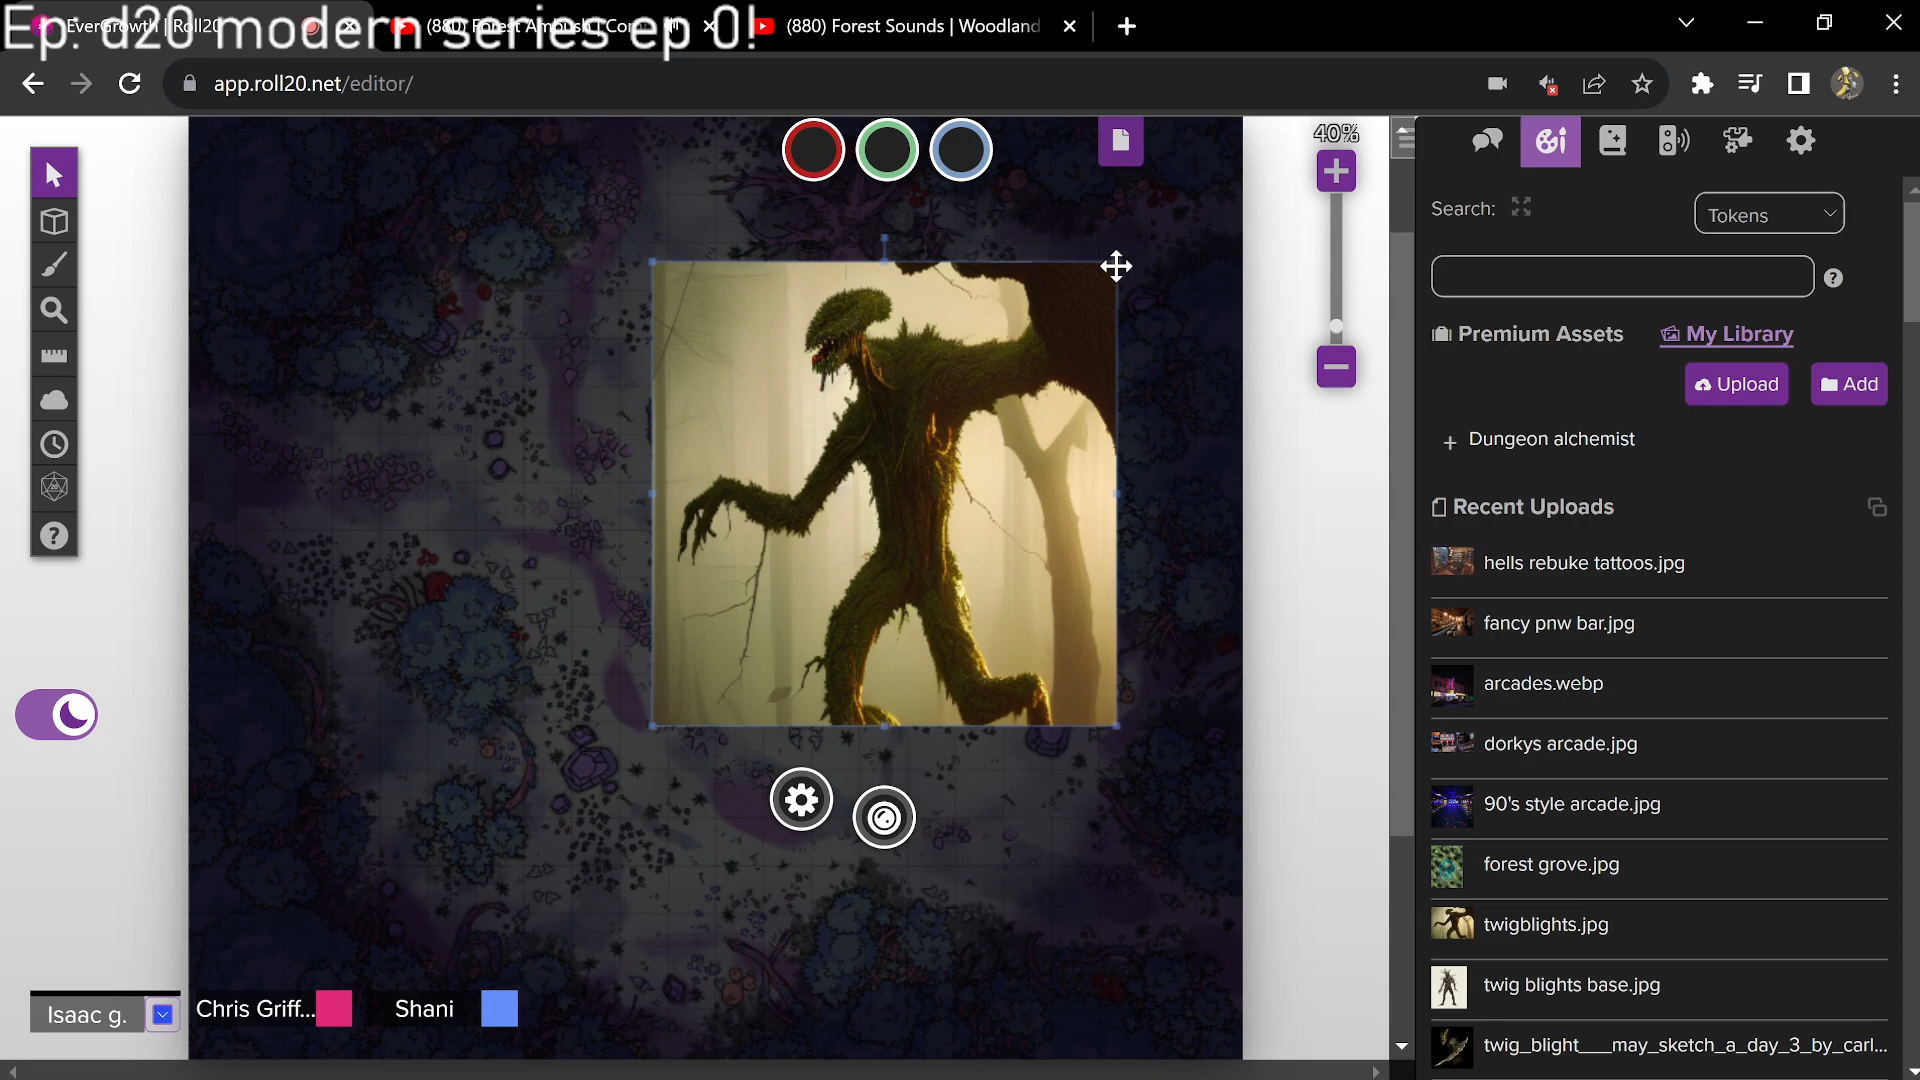 Ep. d20 modern series ep 0!
EverGrowth | Roll20
(880) Forest Ambush | Com
(880) Forest Sounds | Woodland
app.roll20.net/editor/
40%
Search:
Tokens
Premium Assets
My Library
Upload
Add
Dungeon alchemist
Recent Uploads
hells rebuke tattoos.jpg
fancy pnw bar.jpg
arcades.webp
dorkys arcade.jpg
90's style arcade.jpg
forest grove.jpg
twigblights.jpg
twig blights base.jpg
twig_blight___may_sketch_a_day_3_by_carl...
Isaac g.
Chris Griff...
Shani